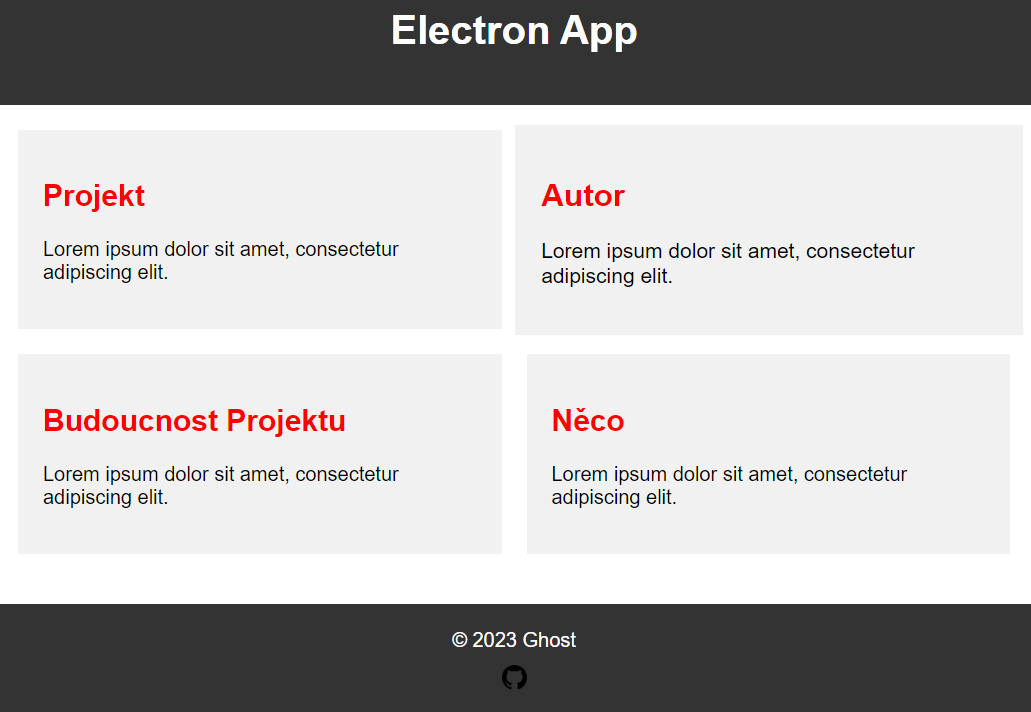 Electron App
Projekt
Lorem ipsum dolor sit amet, consectetur
adipiscing elit.
Autor
Lorem ipsum dolor sit amet, consectetur
adipiscing elit.
Budoucnost Projektu
Lorem ipsum dolor sit amet, consectetur
adipiscing elit.
Něco
Lorem ipsum dolor sit amet, consectetur
adipiscing elit.
© 2023 Ghost